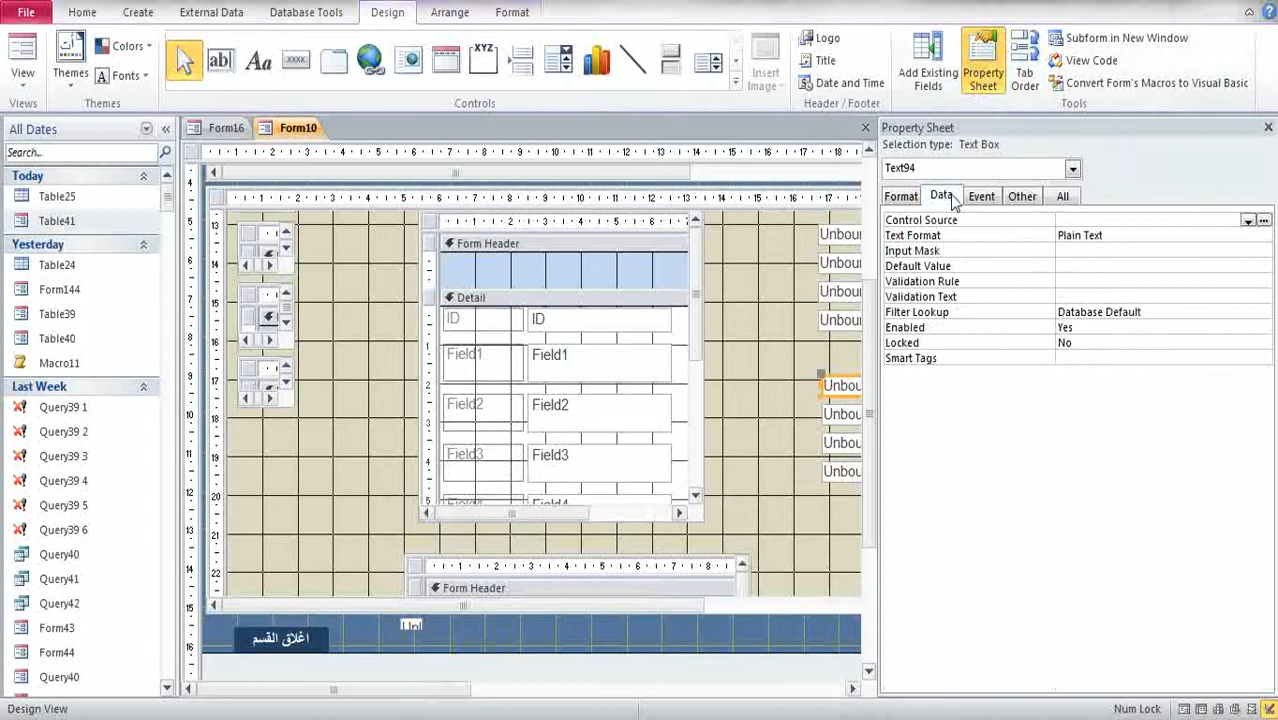 File Home Create External Data Database Tools Design Arrange Format
View
Views
Themes
Colors
Fonts
Themes
ab| Aa XXXX XYZ
Controls
Insert
Image
Logo
Title
Date and Time
Header / Footer
Add Existing
Fields
Property
Sheet
Tab
Order
Subform in New Window
View Code
Convert Form's Macros to Visual Basic
Tools
All Dates
Search...
Today
Table25
Table41
Yesterday
Table24
Form144
Table39
Table40
Macro11
Last Week
Query39 1
Query39 2
Query39 3
Query39 4
Query39 5
Query39 6
Query40
Query41
Query42
Form43
Form44
Query40
Form16 Form10
Form Header
Detail
ID ID
Field1 Field1
Field2 Field2
Field3 Field3
Field4 Field4
Form Header
Unbou
Unbou
Unbou
Unbou
Unbou
Unbou
Unbou
Unbou
اغلاق القسم
Property Sheet
Selection type: Text Box
Text94
Format Data Event Other All
Control Source
Text Format Plain Text
Input Mask
Default Value
Validation Rule
Validation Text
Filter Lookup Database Default
Enabled Yes
Locked No
Smart Tags
Design View
Num Lock